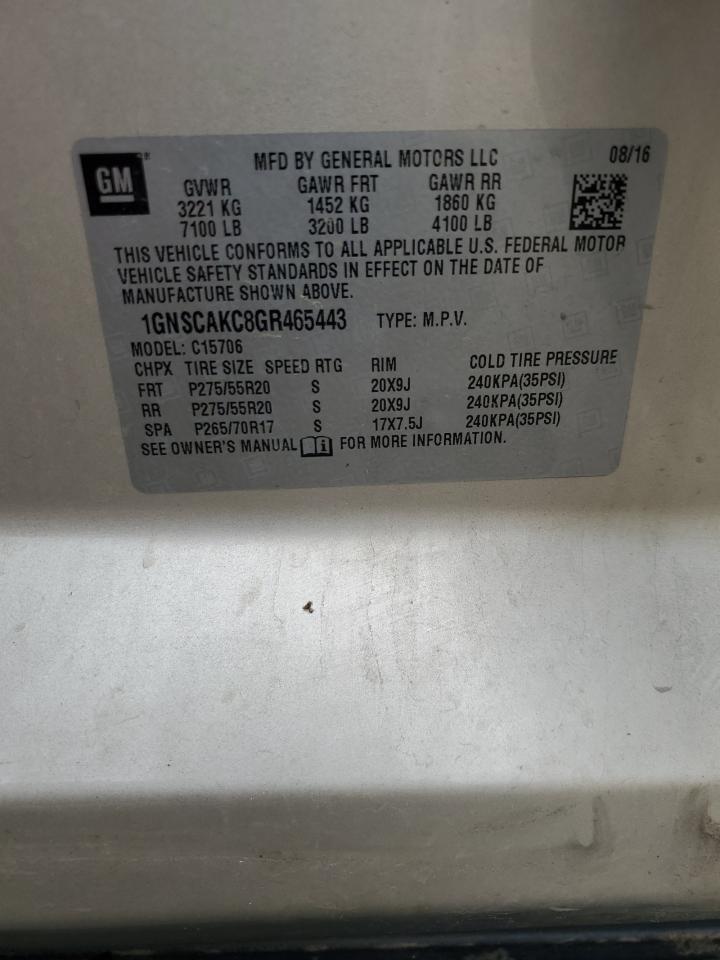 GM
MFD BY GENERAL MOTORS LLC 08/16
GVWR GAWR FRT GAWR RR
3221 KG 1452 KG 1860 KG
7100 LB 3200 LB 4100 LB
THIS VEHICLE CONFORMS TO ALL APPLICABLE U.S. FEDERAL MOTOR
VEHICLE SAFETY STANDARDS IN EFFECT ON THE DATE OF
MANUFACTURE SHOWN ABOVE.
1GNSCAKC8GR465443 TYPE: M.P.V.
MODEL: C15706
CHPX TIRE SIZE SPEED RTG RIM COLD TIRE PRESSURE
FRT P275/55R20 S 20X9J 240KPA(35PSI)
RR P275/55R20 S 20X9J 240KPA(35PSI)
SPA P265/70R17 S 17X7.5J 240KPA(35PSI)
SEE OWNER'S MANUAL i FOR MORE INFORMATION.